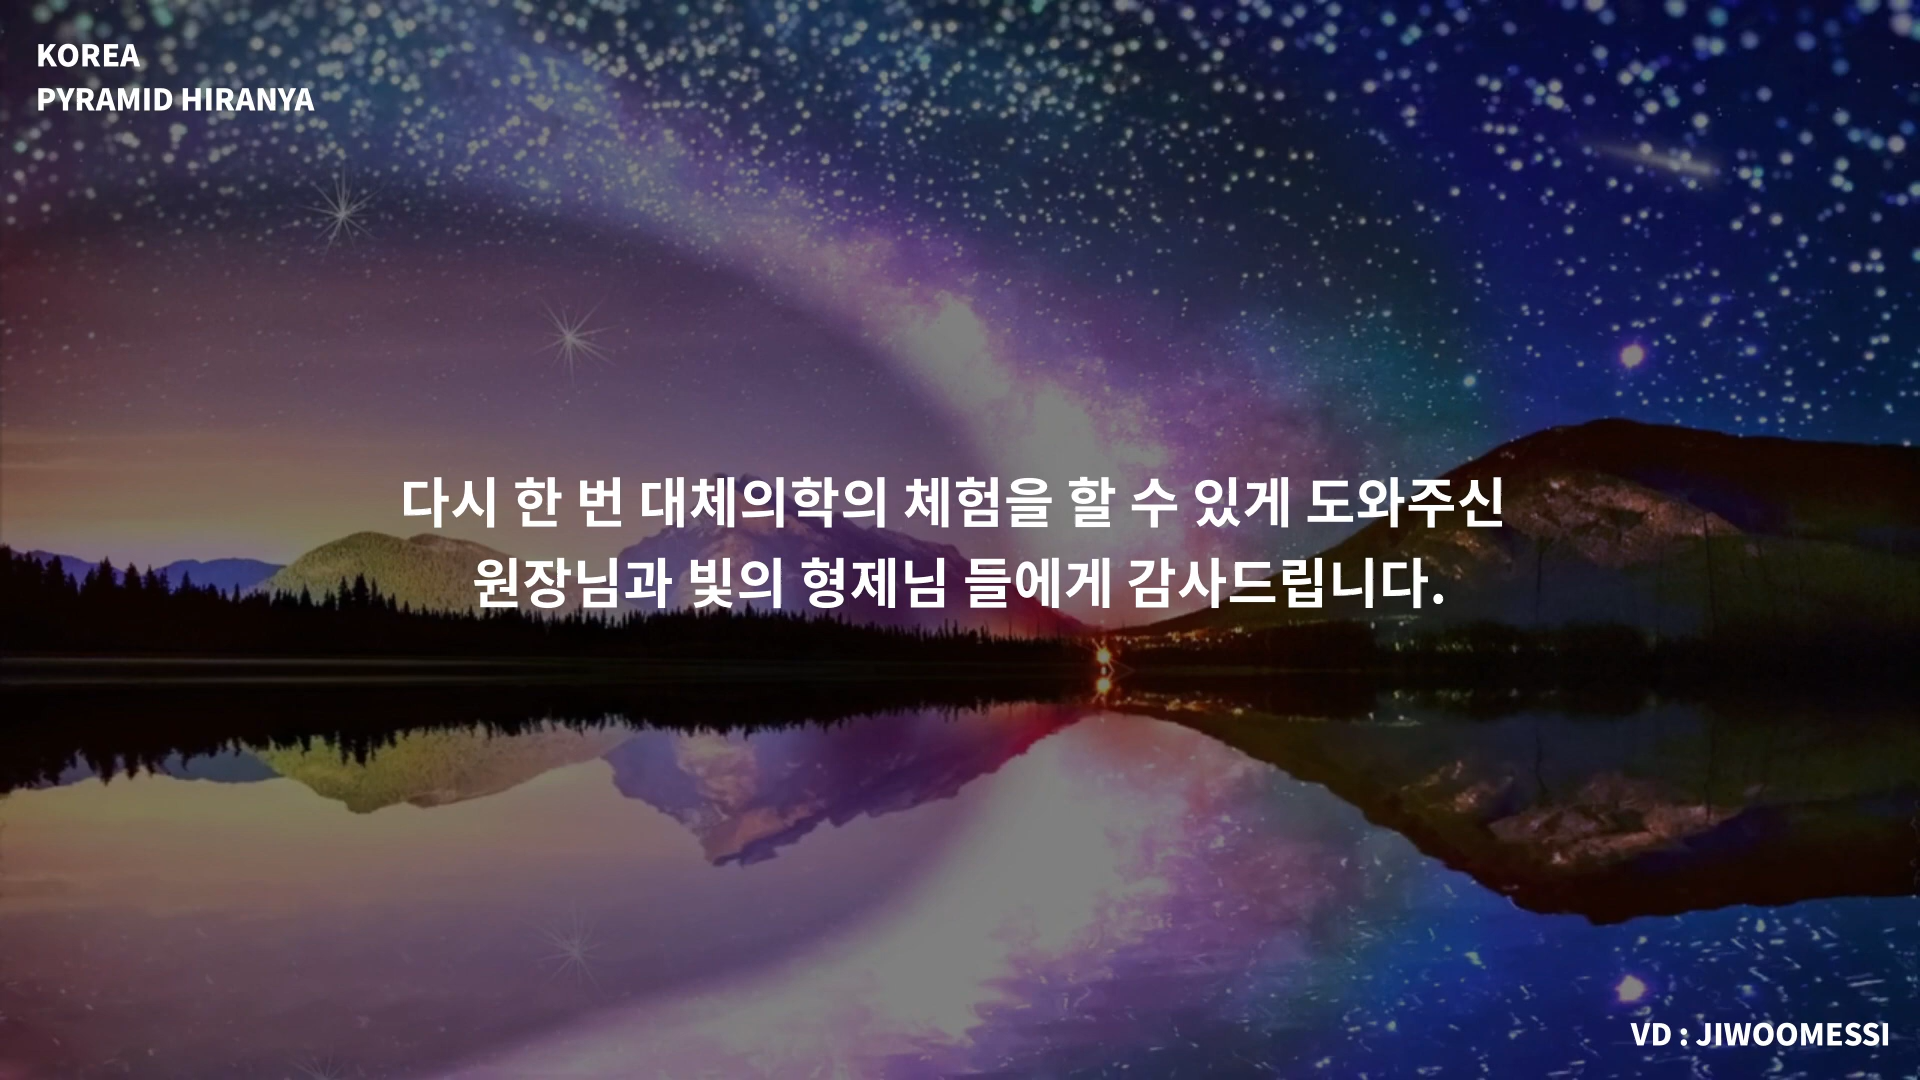 KOREA
PYRAMID HIRANYA
다시 한 번 대체의학의 체험을 할 수 있게 도와주신
원장님과 빛의 형제님 들에게 감사드립니다.
VD : JIWOOMESSI